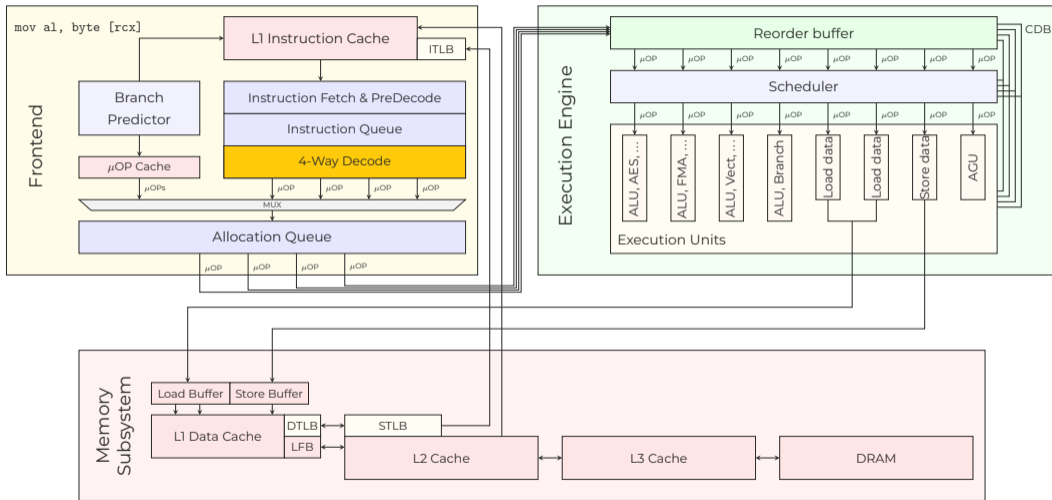 mov al, byte [rcx]
Frontend
L1 Instruction Cache
ITLB
Branch
Predictor
Instruction Fetch & PreDecode
Instruction Queue
μOP Cache
4-Way Decode
μOPs
μOP
μOP
μOP
μOP
MUX
Allocation Queue
μOP
μOP
μOP
μOP
Execution Engine
Reorder buffer
CDB
μOP
μOP
μOP
μOP
μOP
μOP
μOP
μOP
Scheduler
μOP
μOP
μOP
μOP
μOP
μOP
μOP
μOP
ALU, AES, ...
ALU, FMA, ...
ALU, Vect, ...
ALU, Branch
Load data
Load data
Store data
AGU
Execution Units
Memory
Subsystem
Load Buffer
Store Buffer
L1 Data Cache
DTLB
LFB
STLB
L2 Cache
L3 Cache
DRAM